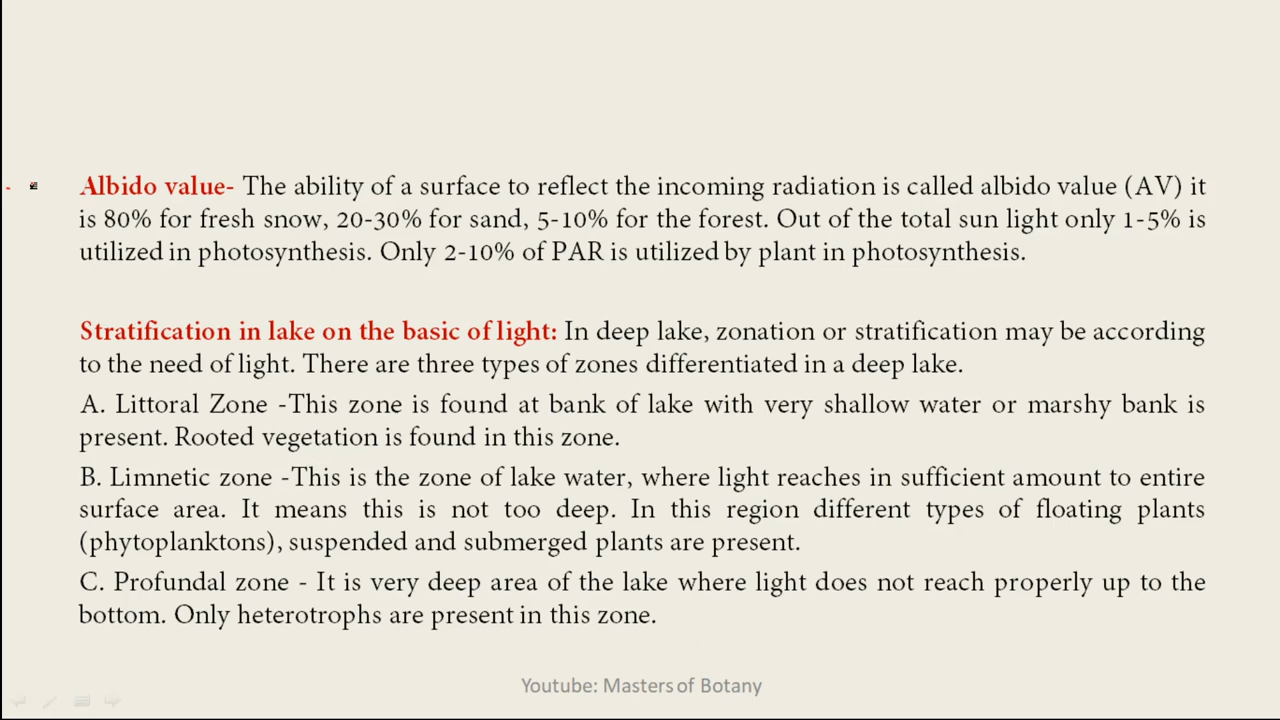 Albido value- The ability of a surface to reflect the incoming radiation is called albido value (AV) it
is 80% for fresh snow, 20-30% for sand, 5-10% for the forest. Out of the total sun light only 1-5% is
utilized in photosynthesis. Only 2-10% of PAR is utilized by plant in photosynthesis.
Stratification in lake on the basic of light: In deep lake, zonation or stratification may be according
to the need of light. There are three types of zones differentiated in a deep lake.
A. Littoral Zone -This zone is found at bank of lake with very shallow water or marshy bank is
present. Rooted vegetation is found in this zone.
B. Limnetic zone -This is the zone of lake water, where light reaches in sufficient amount to entire
surface area. It means this is not too deep. In this region different types of floating plants
(phytoplanktons), suspended and submerged plants are present.
C. Profundal zone - It is very deep area of the lake where light does not reach properly up to the
bottom. Only heterotrophs are present in this zone.
Youtube: Masters of Botany